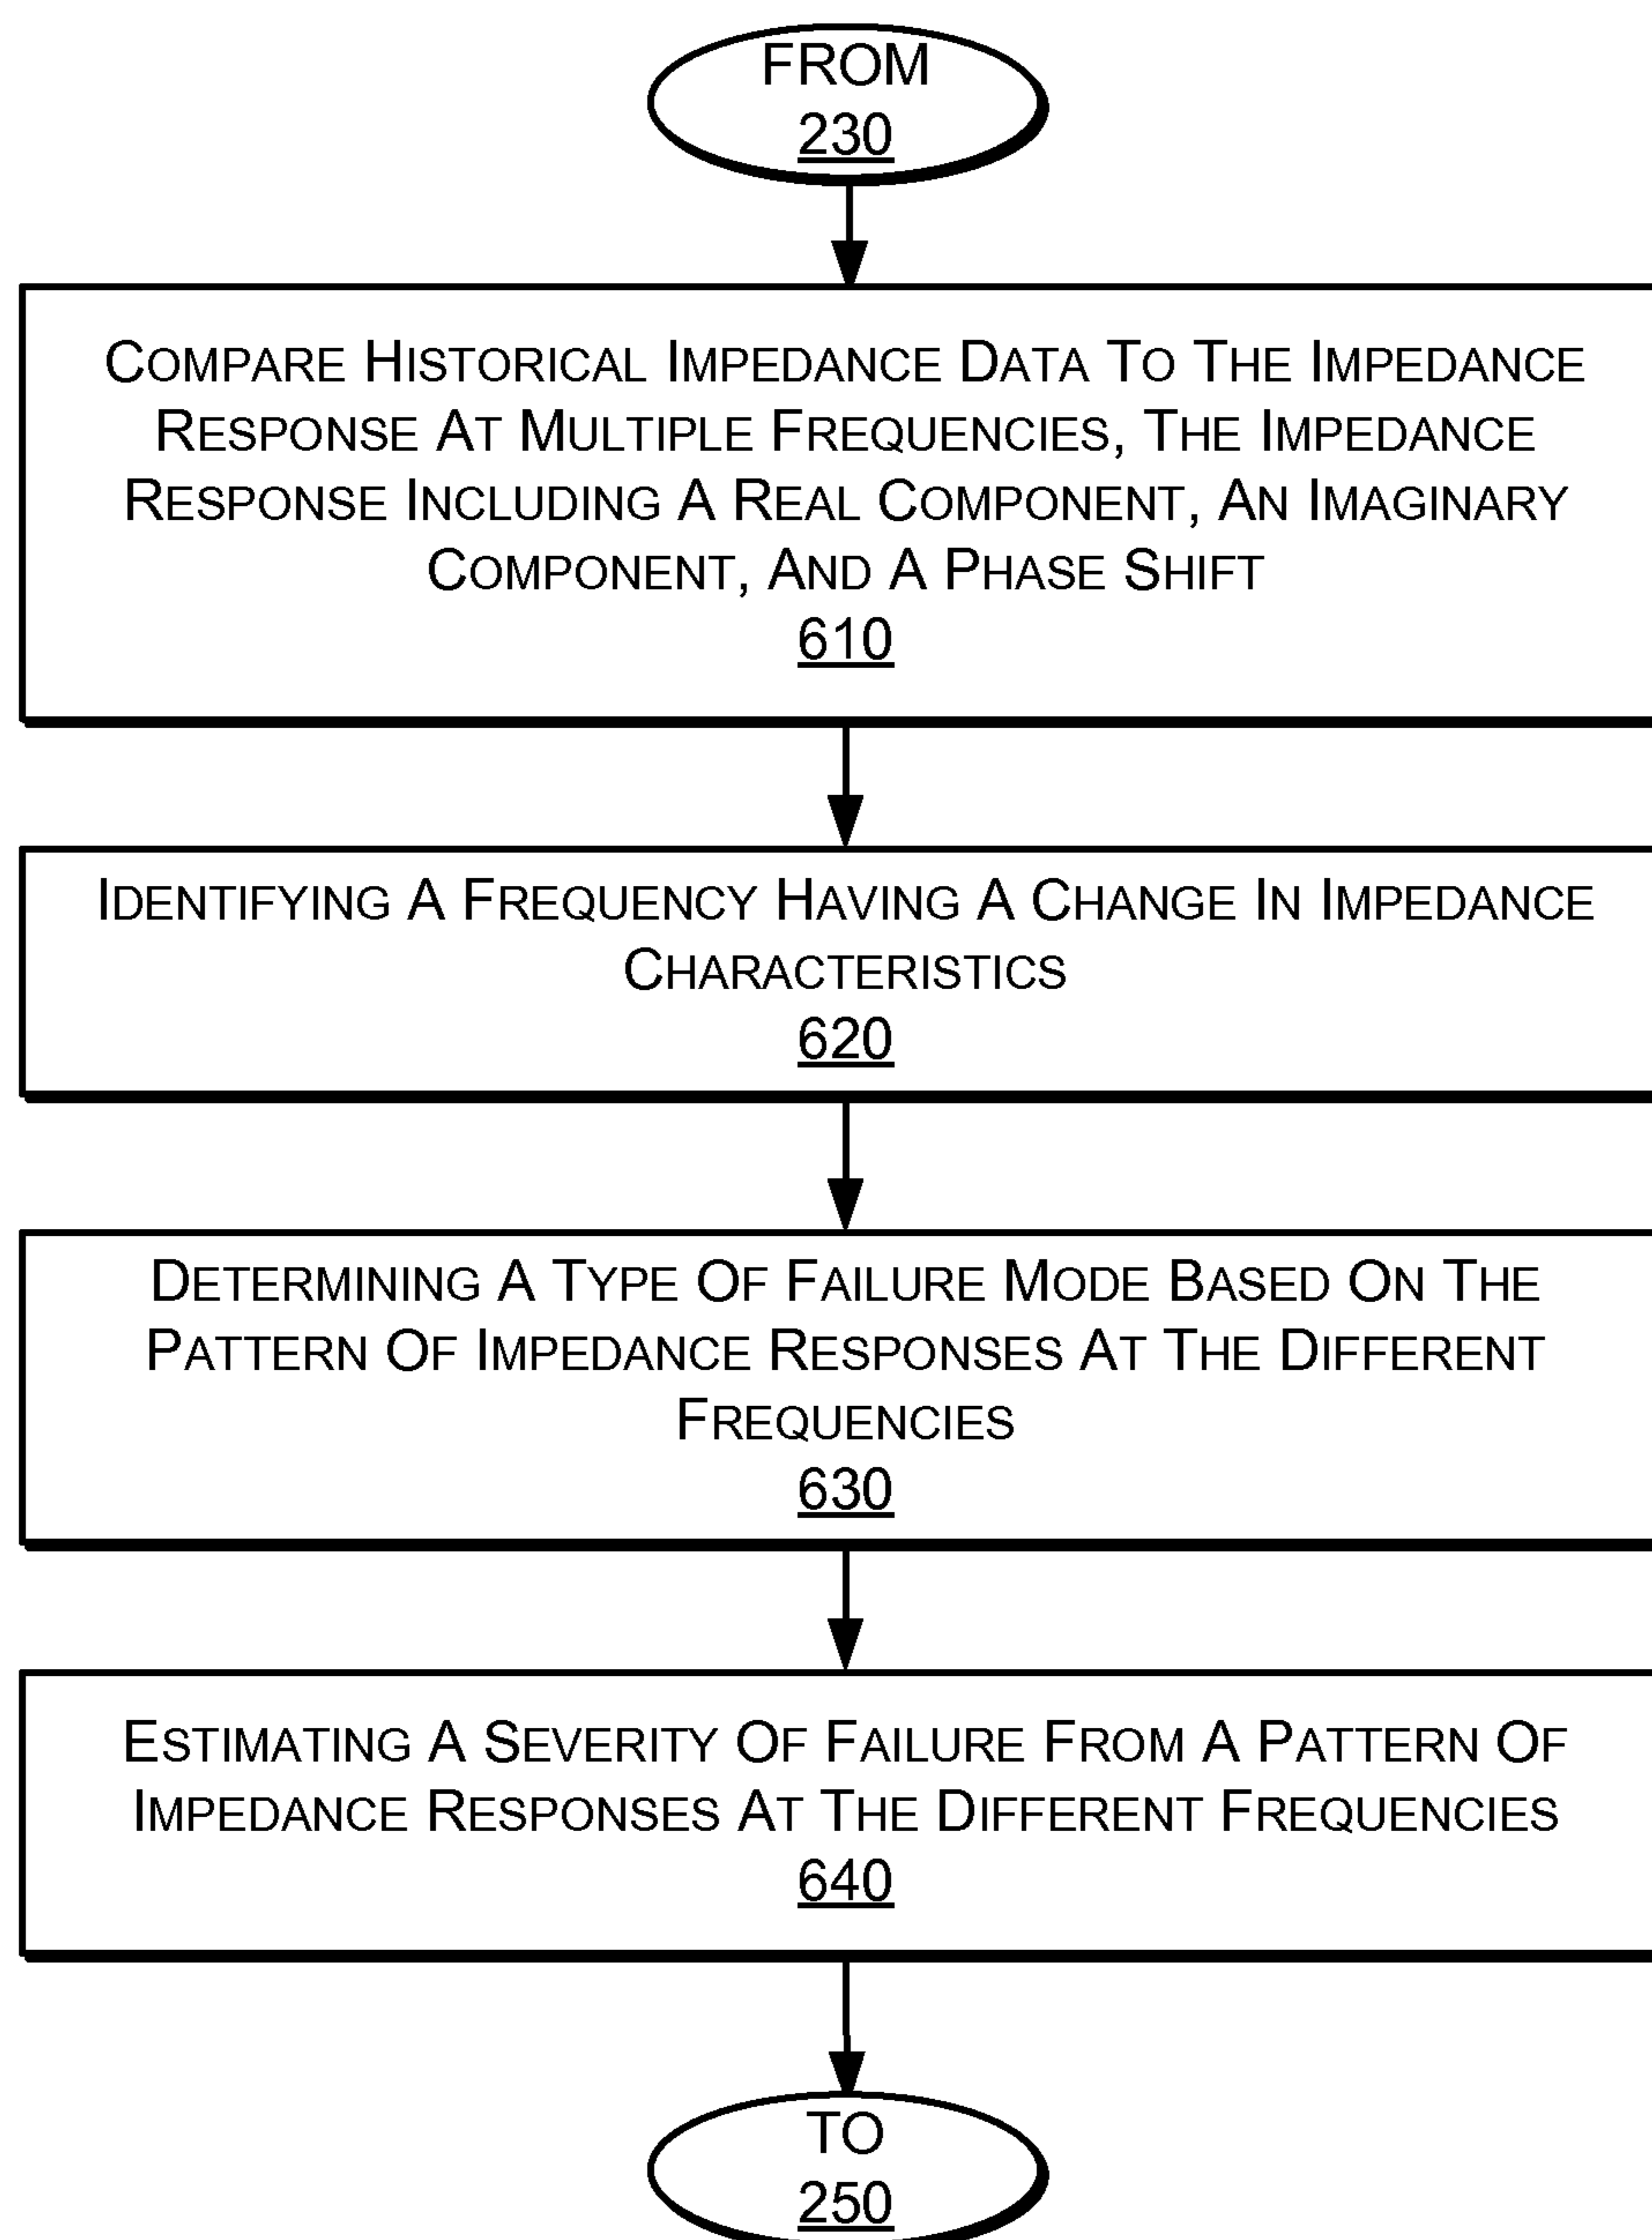 FROM
230
COMPARE HISTORICAL IMPEDANCE DATA TO THE IMPEDANCE
RESPONSE AT MULTIPLE FREQUENCIES, THE IMPEDANCE
RESPONSE INCLUDING A REAL COMPONENT, AN IMAGINARY
COMPONENT, AND A PHASE SHIFT
610
IDENTIFYING A FREQUENCY HAVING A CHANGE IN IMPEDANCE
CHARACTERISTICS
620
DETERMINING A TYPE OF FAILURE MODE BASED ON THE
PATTERN OF IMPEDANCE RESPONSES AT THE DIFFERENT
FREQUENCIES
630
ESTIMATING A SEVERITY OF FAILURE FROM A PATTERN OF
IMPEDANCE RESPONSES AT THE DIFFERENT FREQUENCIES
640
TO
250